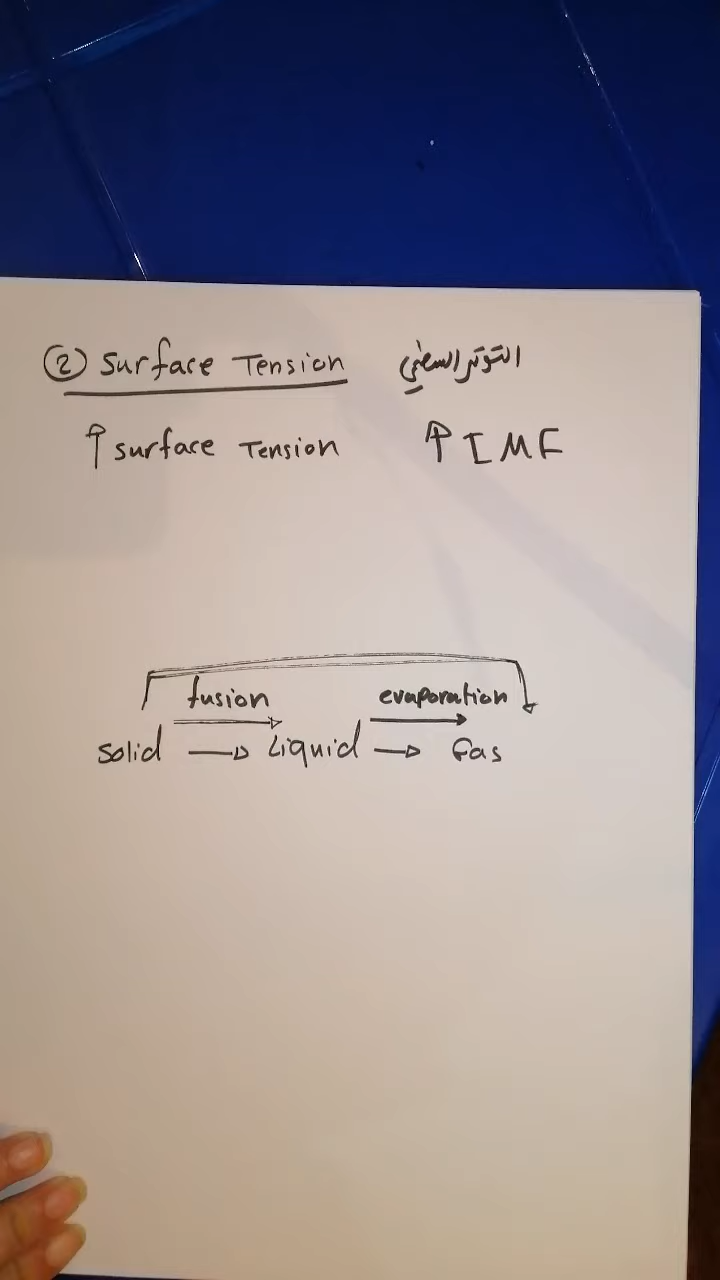 ② Surface Tension التوتر السطحي
↑ surface Tension ↑ IMF
fusion evaporation
Solid → Liquid → Gas